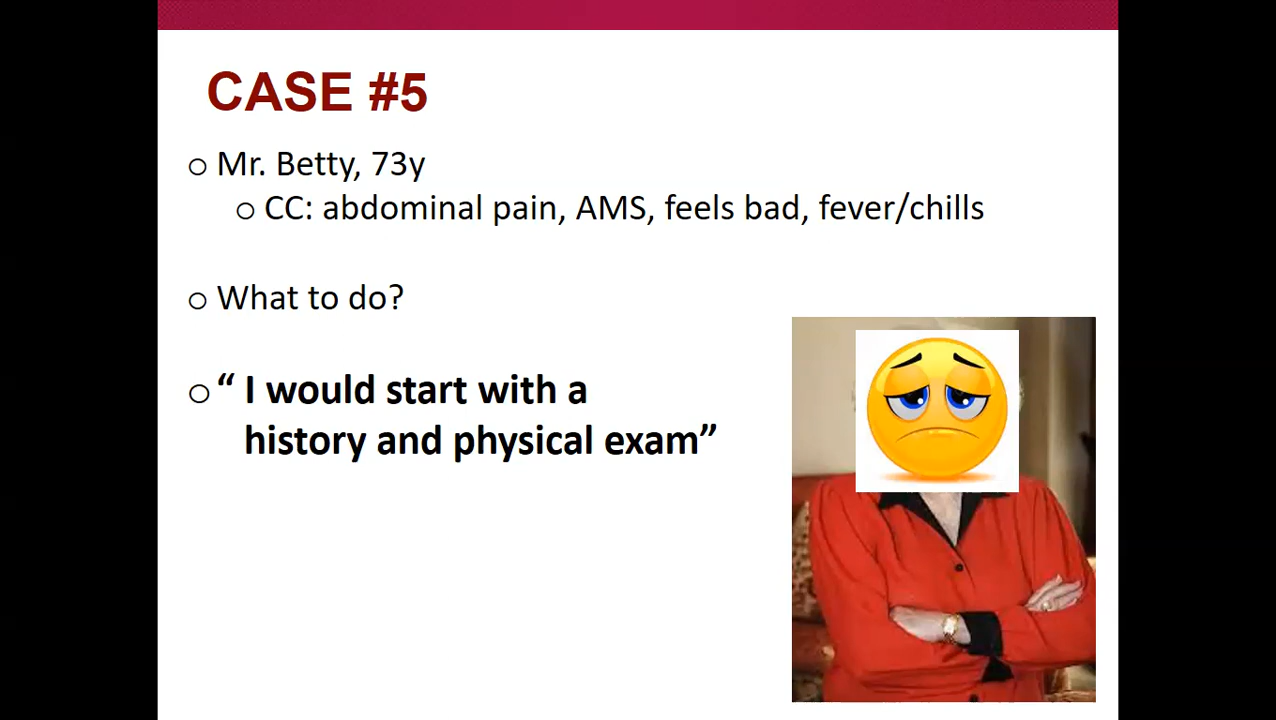 CASE #5
○ Mr. Betty, 73y
○ CC: abdominal pain, AMS, feels bad, fever/chills
○ What to do?
○ “ I would start with a
history and physical exam”